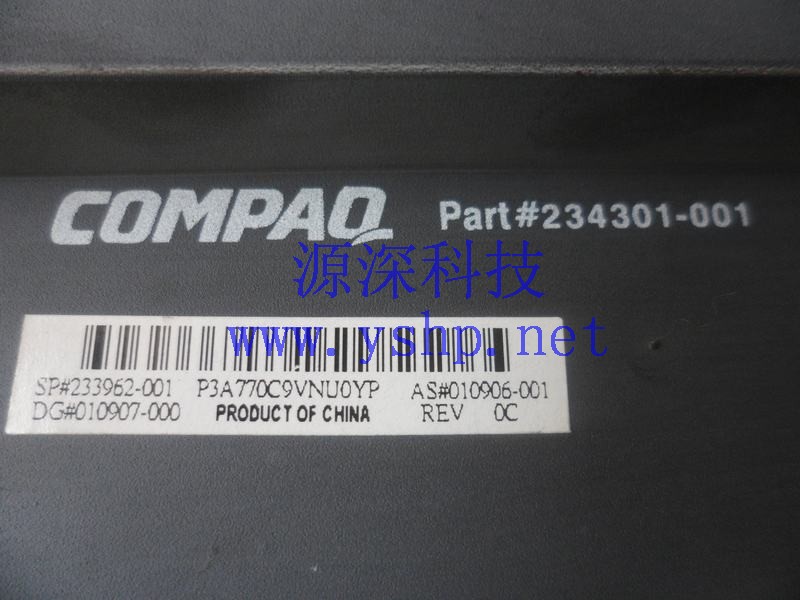 COMPAQ Part#234301-001
源深科技
www.yshp.net
SP#233962-001 P3A770C9VNU0YP AS#010906-001
DG#010907-000 PRODUCT OF CHINA REV 0C